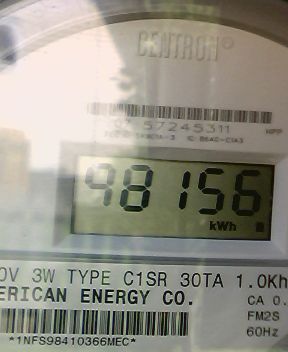 CENTRON®
57245311
98156
kWh
0V 3W TYPE C1SR 30TA 1.0Kh
ERICAN ENERGY CO. CA 0.
FM2S
60Hz
*1NFS98410366MEC*